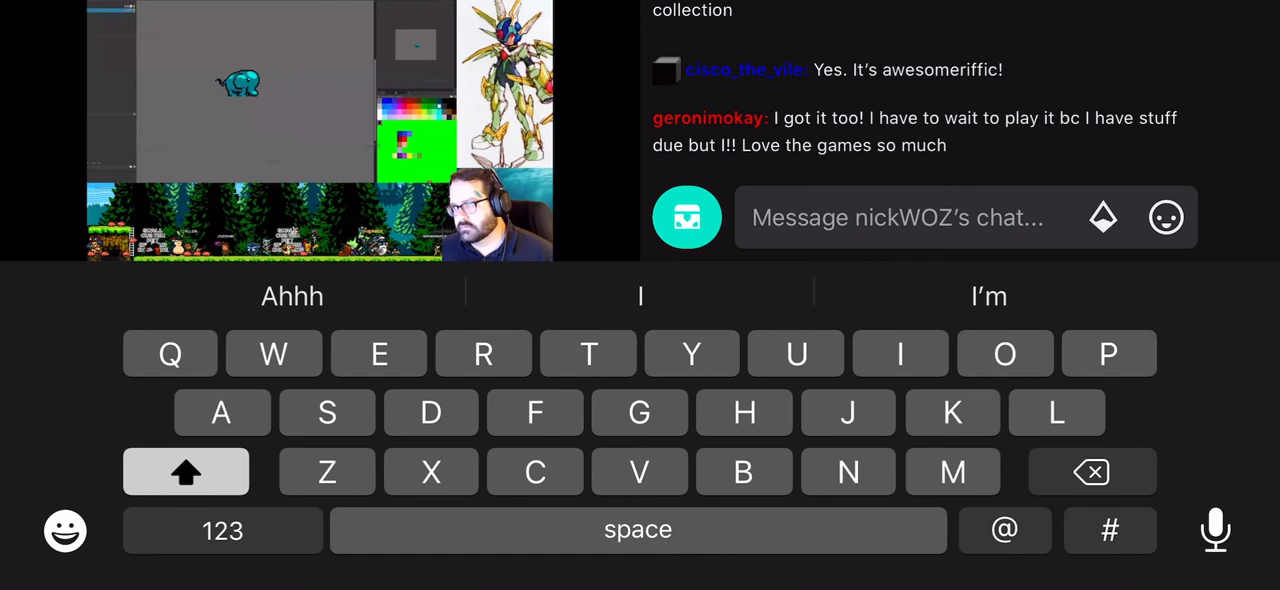 collection
cisco_the_vile: Yes. It's awesomeriffic!
geronimokay: I got it too! I have to wait to play it bc I have stuff
due but I!! Love the games so much
Message nickWOZ's chat...
Ahhh I I'm
Q W E R T Y U I O P
A S D F G H J K L
Z X C V B N M
123 space @ #